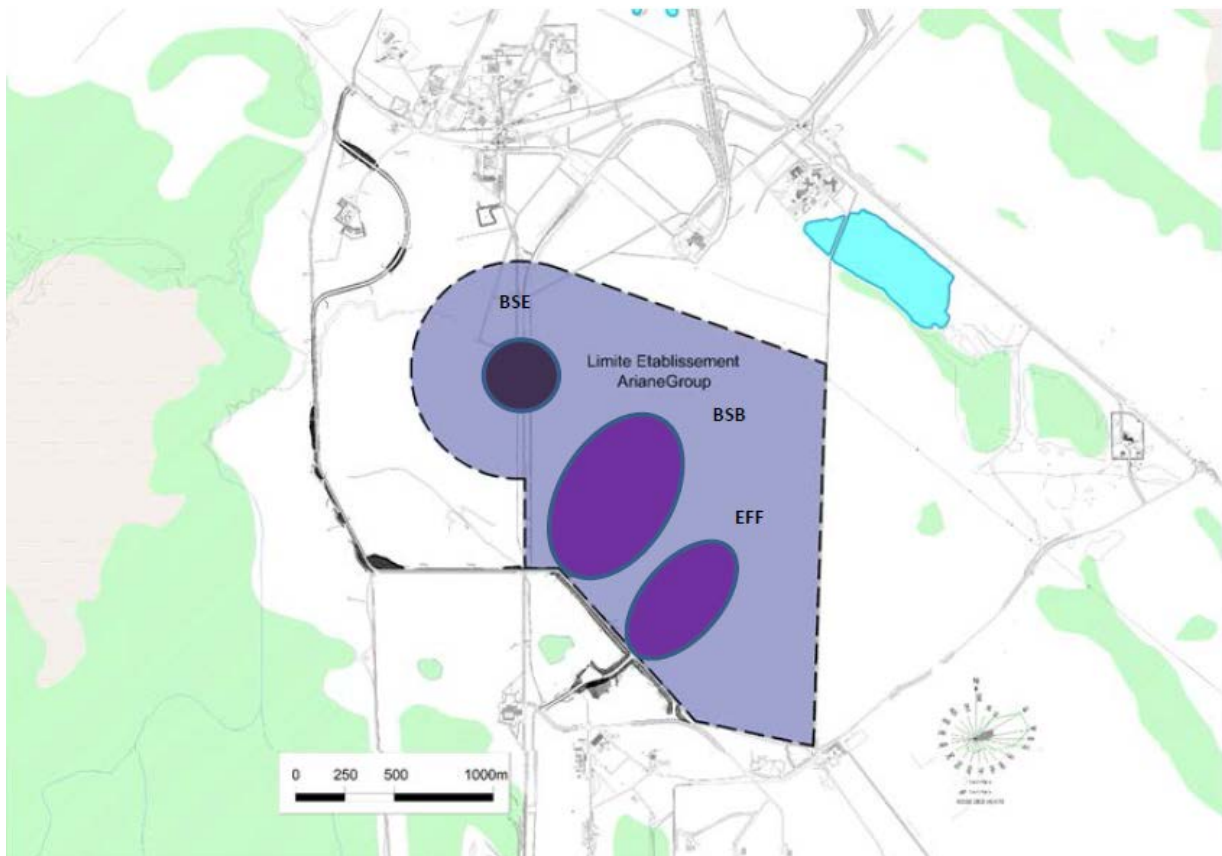 BSE
Limite Etablissement
ArianeGroup
BSB
EFF
N
0 250 500 1000m